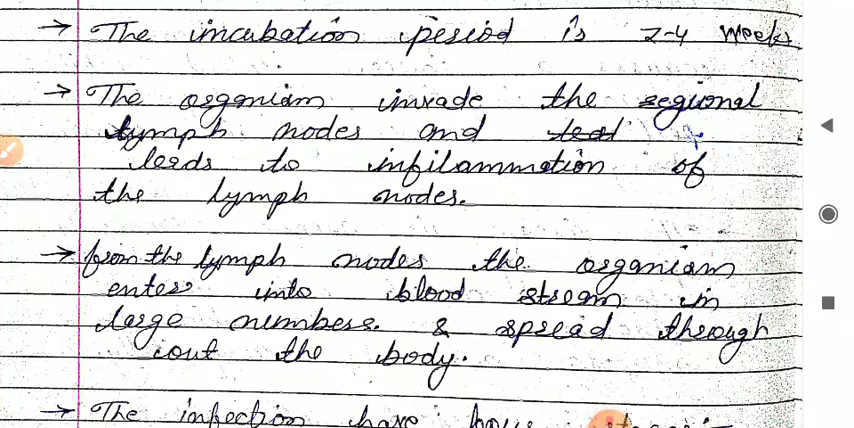 → The incubation period is 2-4 weeks
→ The organism invade the regional
lymph nodes and
leads to infilammation of
the lymph nodes.
→ from the lymph nodes the organism
enters into blood stream in
large numbers. & spread through
out the body.
→ The infection have